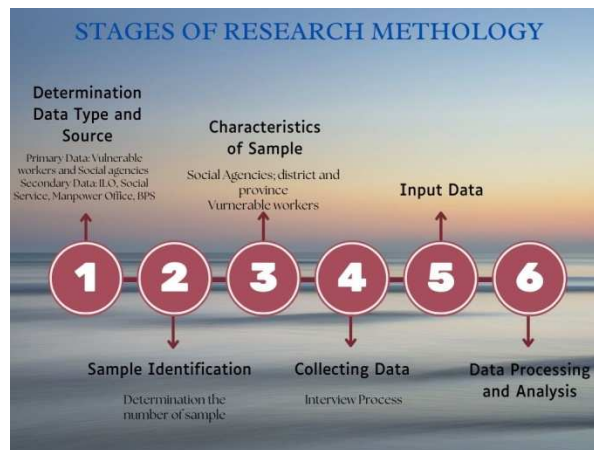 STAGES OF RESEARCH METHOLOGY
Determination
Data Type and
Source
Primary Data: Vulnerable
workers and Social agencies
Secondary Data: ILO, Social
Service, Manpower Office, BPS
Characteristics
of Sample
Social Agencies; district and
province
Vurnerable workers
Input Data
1
2
3
4
5
6
Sample Identification
Determination the
number of sample
Collecting Data
Interview Process
Data Processing
and Analysis